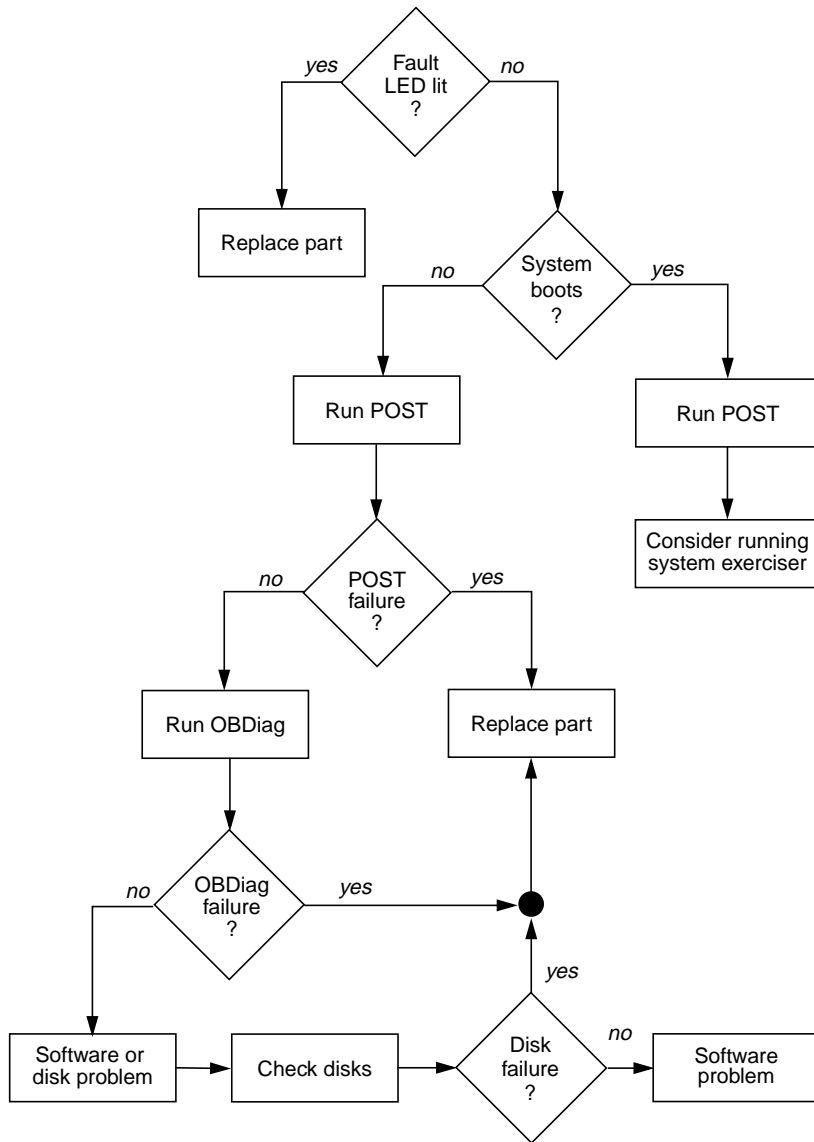 Fault
LED lit
?
yes
no
Replace part
System
boots
?
no
yes
Run POST
Run POST
Consider running
system exerciser
POST
failure
?
no
yes
Run OBDiag
Replace part
OBDiag
failure
?
no
yes
yes
Software or
disk problem
Check disks
Disk
failure
?
no
Software
problem